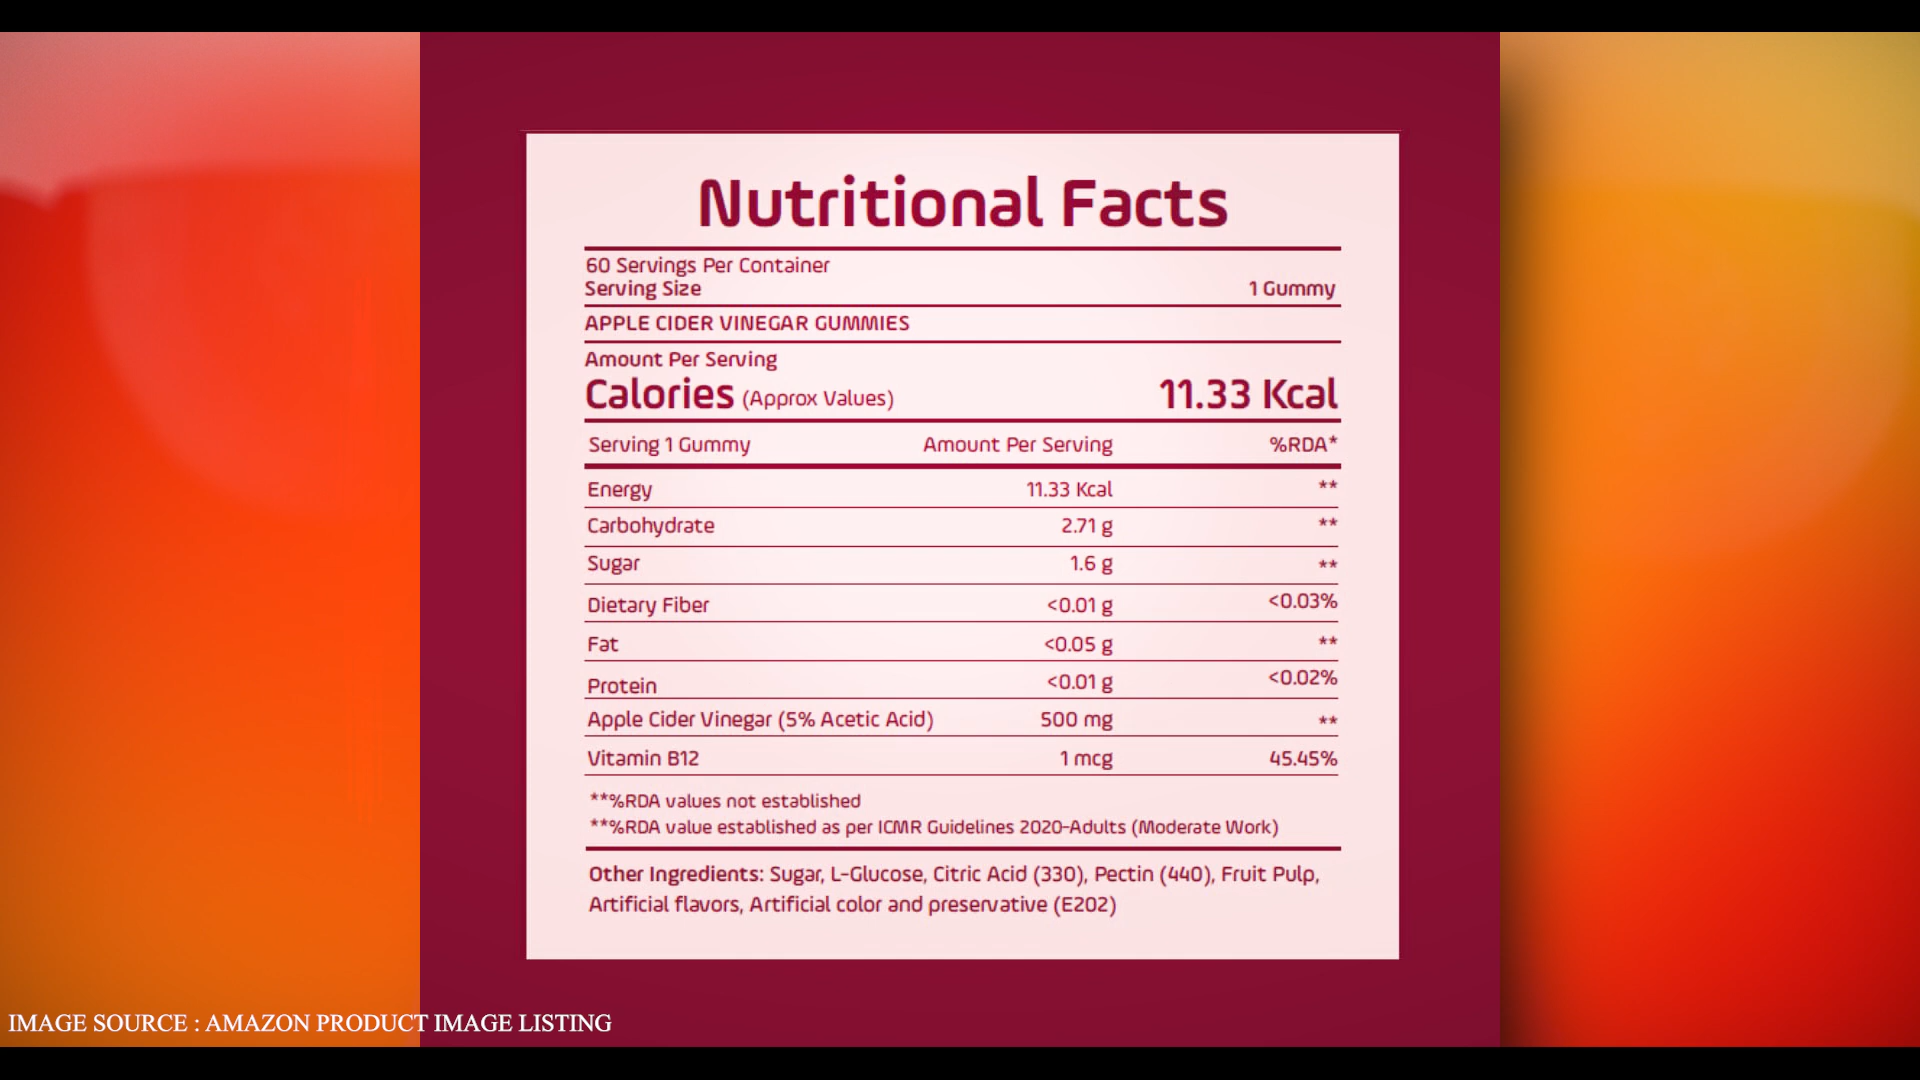 Nutritional Facts
60 Servings Per Container
Serving Size 1 Gummy
APPLE CIDER VINEGAR GUMMIES
Amount Per Serving
Calories (Approx Values) 11.33 Kcal
Serving 1 Gummy Amount Per Serving %RDA*
Energy 11.33 Kcal **
Carbohydrate 2.71 g **
Sugar 1.6 g **
Dietary Fiber <0.01 g <0.03%
Fat <0.05 g **
Protein <0.01 g <0.02%
Apple Cider Vinegar (5% Acetic Acid) 500 mg **
Vitamin B12 1 mcg 45.45%
**%RDA values not established
**%RDA value established as per ICMR Guidelines 2020-Adults (Moderate Work)
Other Ingredients: Sugar, L-Glucose, Citric Acid (330), Pectin (440), Fruit Pulp,
Artificial flavors, Artificial color and preservative (E202)
IMAGE SOURCE : AMAZON PRODUCT IMAGE LISTING